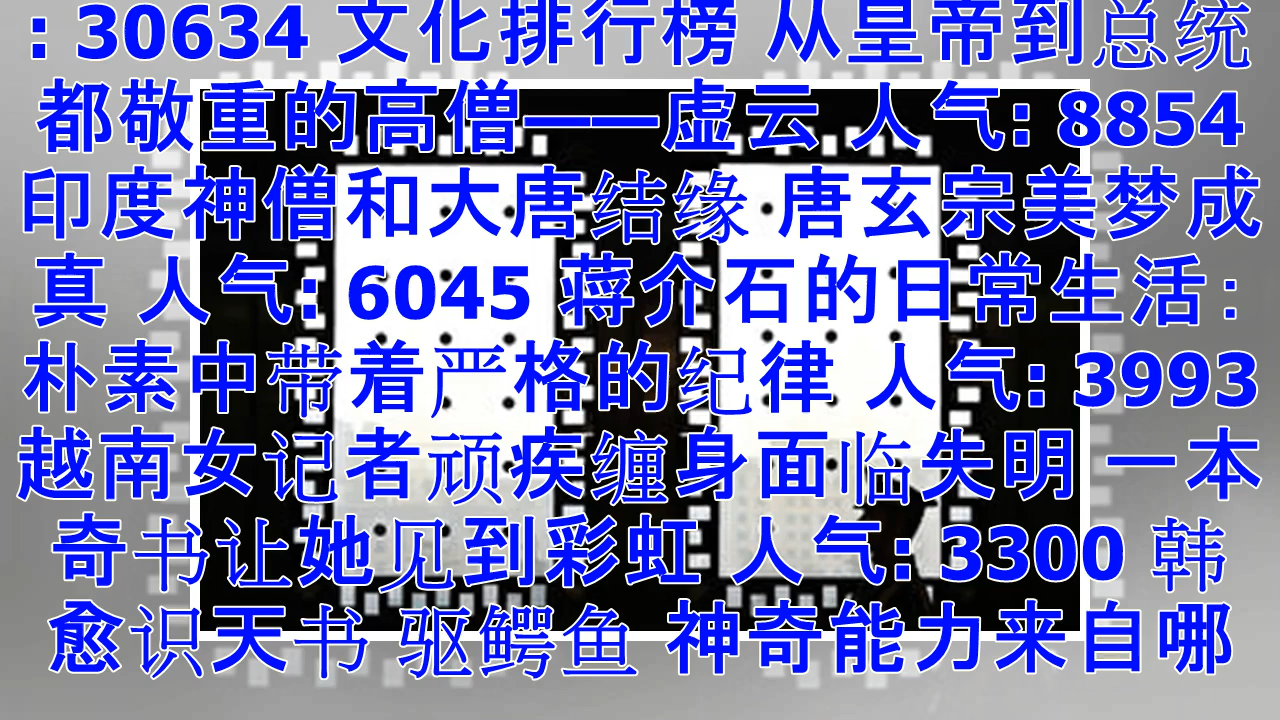 : 30634 文化排行榜 从皇帝到总统
都敬重的高僧——虚云 人气: 8854
印度神僧和大唐结缘 唐玄宗美梦成
真 人气: 6045 蒋介石的日常生活：
朴素中带着严格的纪律 人气: 3993
越南女记者顽疾缠身面临失明 一本
奇书让她见到彩虹 人气: 3300 韩
愈识天书 驱鳄鱼 神奇能力来自哪